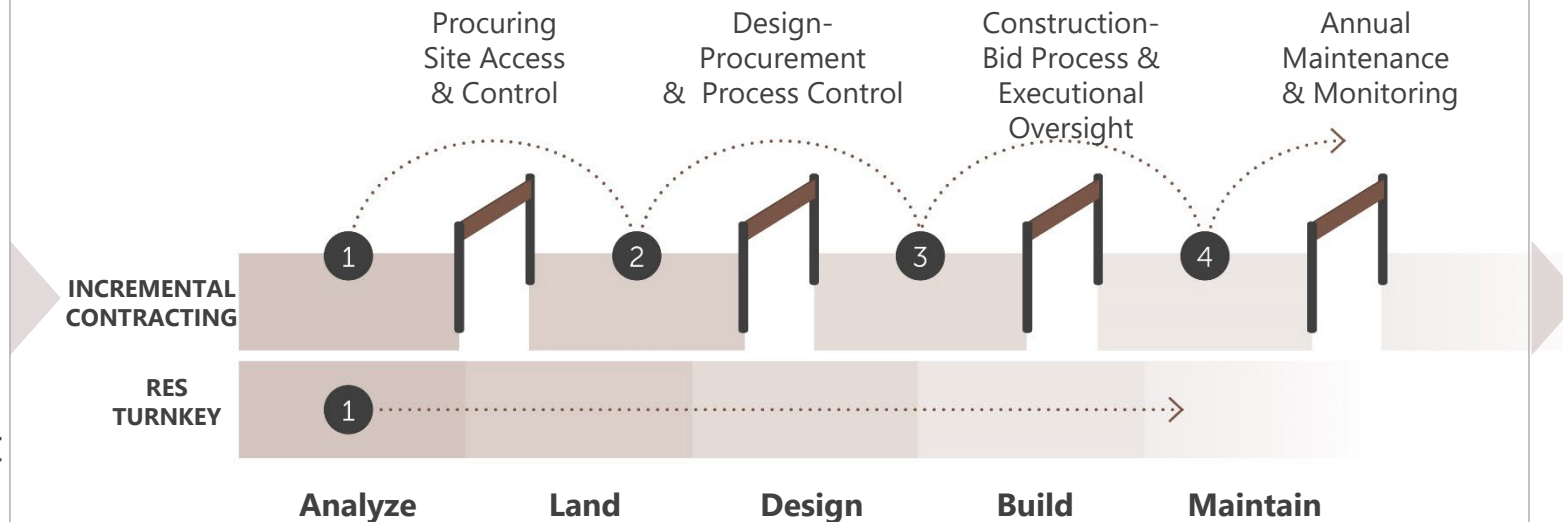 Procuring
Site Access
& Control
Design-
Procurement
& Process Control
Construction-
Bid Process &
Executional
Oversight
Annual
Maintenance
& Monitoring
1
2
3
4
INCREMENTAL
CONTRACTING
RES
TURNKEY
1
Analyze
Land
Design
Build
Maintain